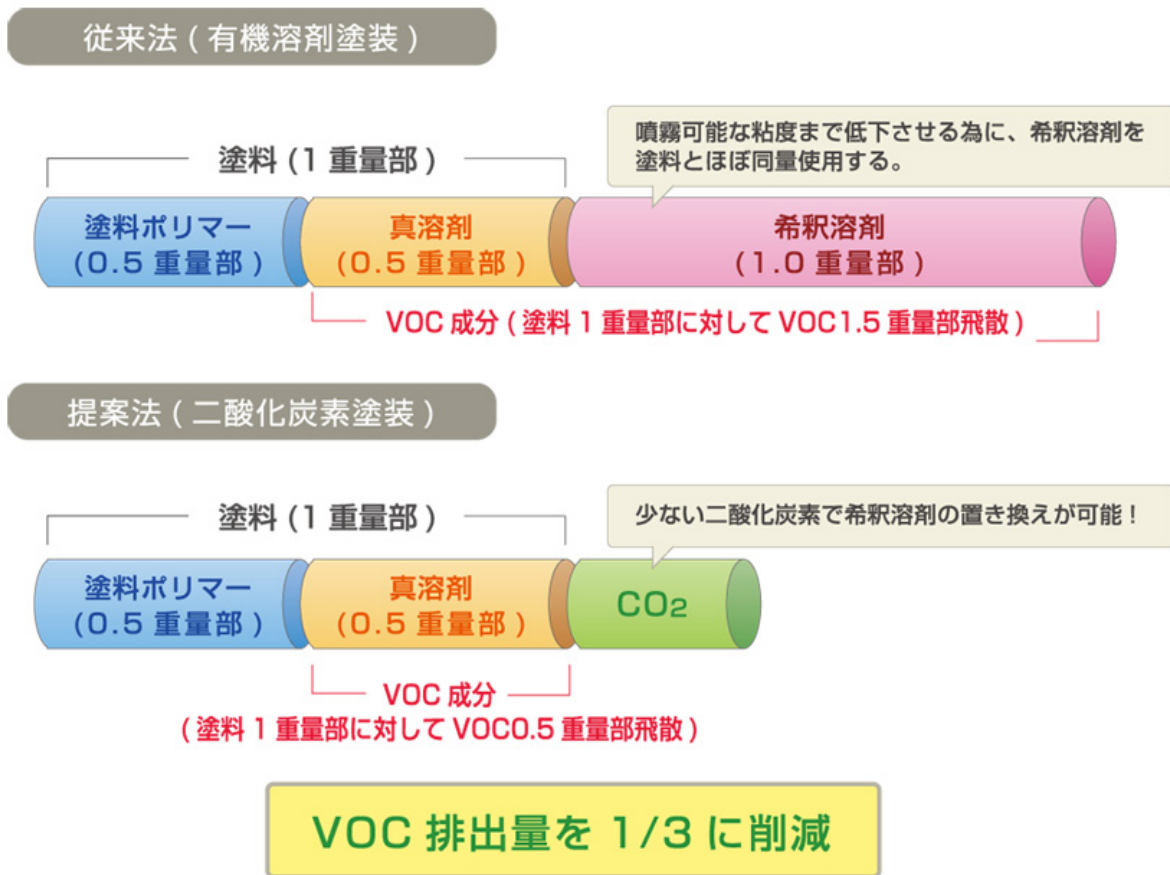 従来法 ( 有機溶剤塗装 )
噴霧可能な粘度まで低下させる為に、希釈溶剤を
塗料とほぼ同量使用する。
塗料 (1 重量部 )
塗料ポリマー
(0.5 重量部 )
真溶剤
(0.5 重量部 )
希釈溶剤
(1.0 重量部 )
VOC 成分 ( 塗料 1 重量部に対して VOC1.5 重量部飛散 )
提案法 ( 二酸化炭素塗装 )
塗料 (1 重量部 )
少ない二酸化炭素で希釈溶剤の置き換えが可能！
塗料ポリマー
(0.5 重量部 )
真溶剤
(0.5 重量部 )
CO2
VOC 成分
( 塗料 1 重量部に対して VOC0.5 重量部飛散 )
VOC 排出量を 1/3 に削減